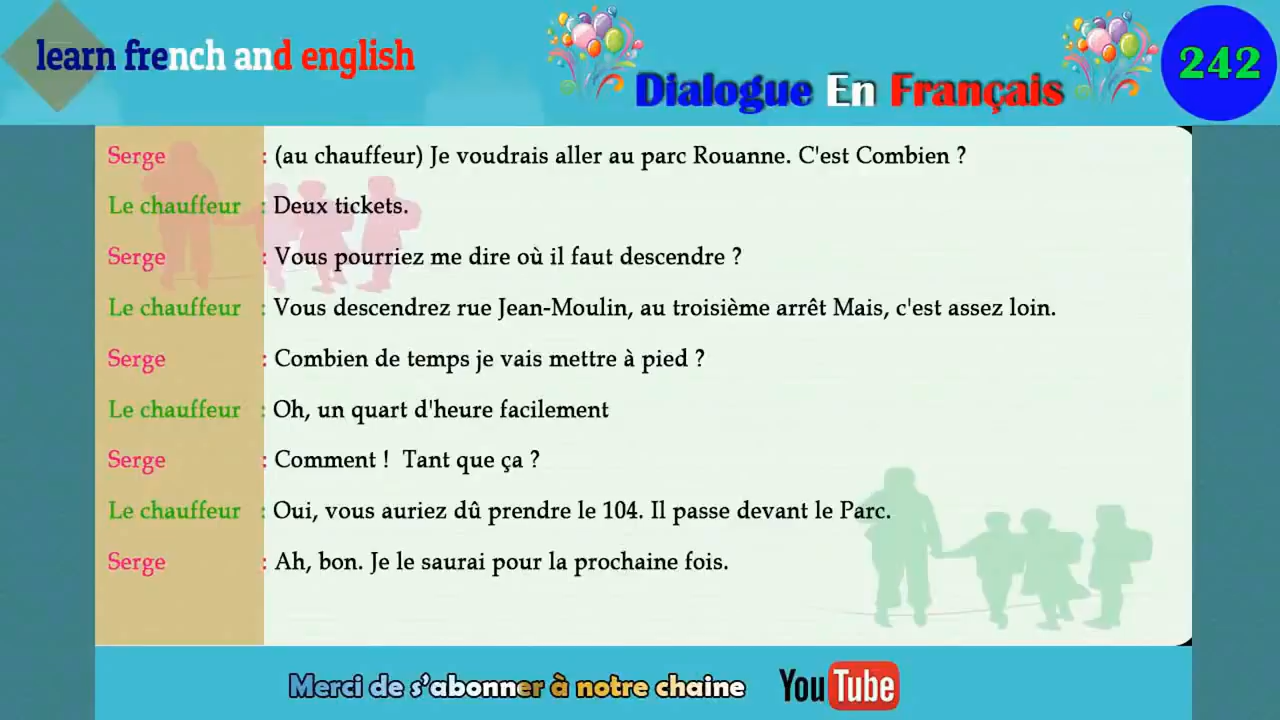 learn french and english
Dialogue En Français
242
Serge : (au chauffeur) Je voudrais aller au parc Rouanne. C'est Combien ?
Le chauffeur : Deux tickets.
Serge : Vous pourriez me dire où il faut descendre ?
Le chauffeur : Vous descendrez rue Jean-Moulin, au troisième arrêt Mais, c'est assez loin.
Serge : Combien de temps je vais mettre à pied ?
Le chauffeur : Oh, un quart d'heure facilement
Serge : Comment ! Tant que ça ?
Le chauffeur : Oui, vous auriez dû prendre le 104. Il passe devant le Parc.
Serge : Ah, bon. Je le saurai pour la prochaine fois.
Merci de s'abonner à notre chaine
YouTube